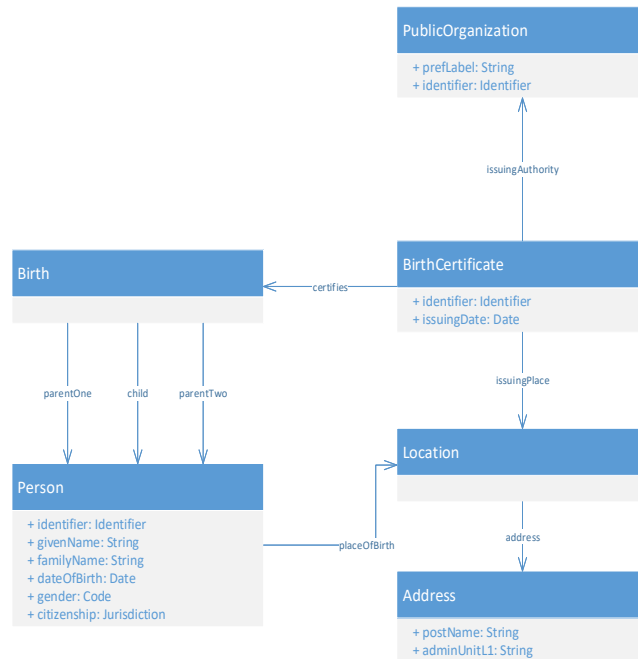 PublicOrganization
+ prefLabel: String
+ identifier: Identifier
issuingAuthority
Birth
BirthCertificate
certifies
+ identifier: Identifier
+ issuingDate: Date
parentOne
child
parentTwo
issuingPlace
Person
Location
+ identifier: Identifier
+ givenName: String
+ familyName: String
+ dateOfBirth: Date
+ gender: Code
+ citizenship: Jurisdiction
placeOfBirth
address
Address
+ postName: String
+ adminUnitL1: String